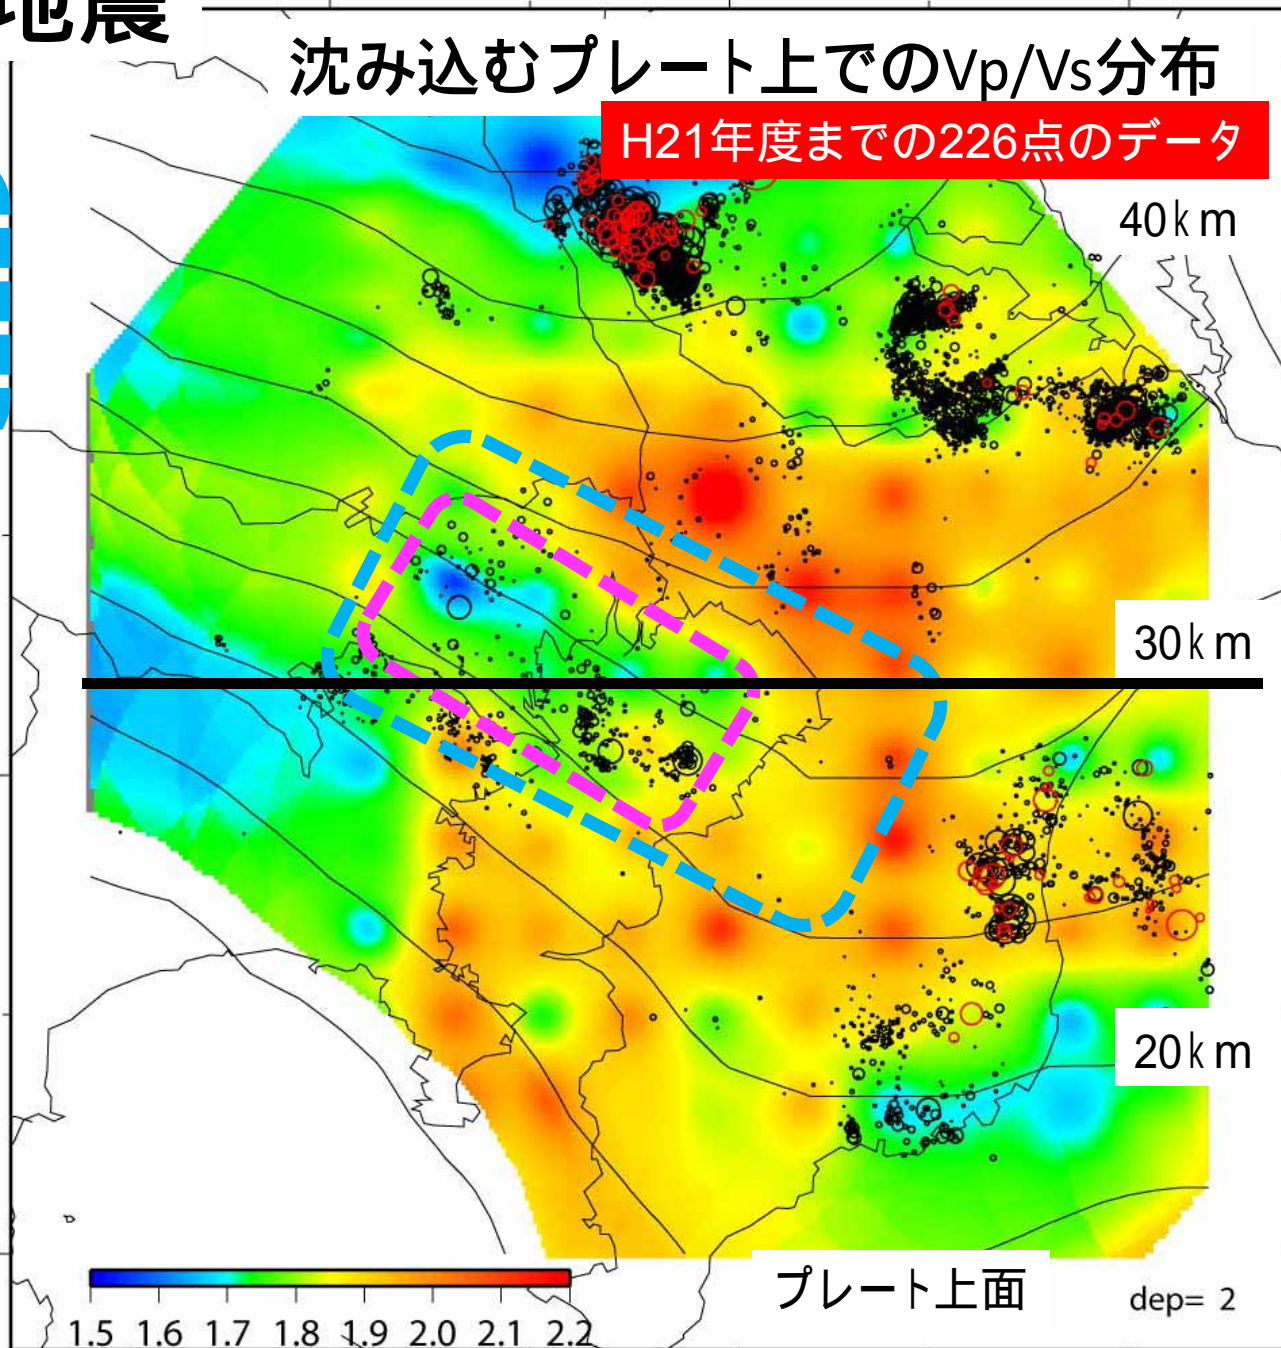 地震
沈み込むプレート上でのVp/Vs分布
H21年度までの226点のデータ
40km
30km
20km
プレート上面
dep= 2
1.5 1.6 1.7 1.8 1.9 2.0 2.1 2.2